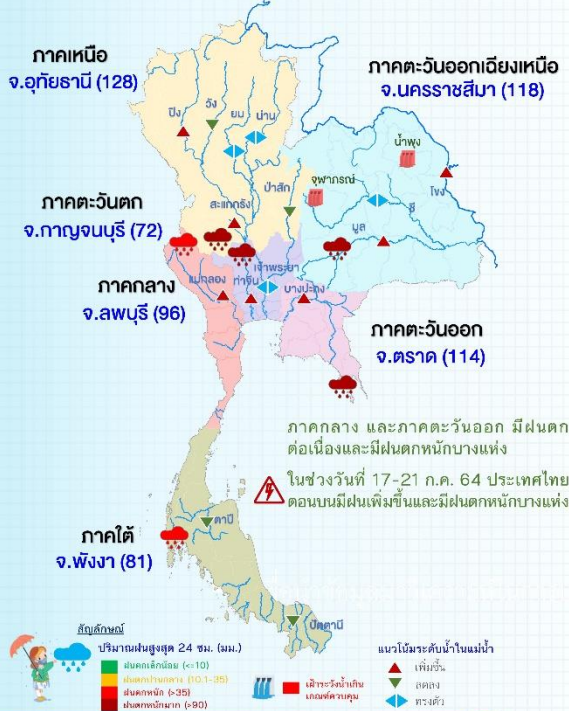 ภาคเหนือ
จ.อุทัยธานี (128)
ภาคตะวันออกเฉียงเหนือ
จ.นครราชสีมา (118)
ปิง
วัง
ยม
น่าน
น้ำพุง
ป่าสัก
จุฬาภรณ์
โขง
ชี
มูล
ภาคตะวันตก
จ.กาญจนบุรี (72)
สะแกกรัง
เจ้าพระยา
แม่กลอง
ท่าจีน
บางปะกง
ภาคกลาง
จ.ลพบุรี (96)
ภาคตะวันออก
จ.ตราด (114)
ภาคกลาง และภาคตะวันออก มีฝนตก
ต่อเนื่องและมีฝนตกหนักบางแห่ง
ในช่วงวันที่ 17-21 ก.ค. 64 ประเทศไทย
ตอนบนมีฝนเพิ่มขึ้นและมีฝนตกหนักบางแห่ง
ภาคใต้
จ.พังงา (81)
ตาปี
ปัตตานี
สัญลักษณ์
ปริมาณฝนสูงสุด 24 ชม. (มม.)
ฝนตกเล็กน้อย (<=10)
ฝนตกปานกลาง (10.1-35)
ฝนตกหนัก (>35)
ฝนตกหนักมาก (>90)
เฝ้าระวังน้ำเกิน
เกณฑ์ควบคุม
แนวโน้มระดับน้ำในแม่น้ำ
เพิ่มขึ้น
ลดลง
ทรงตัว